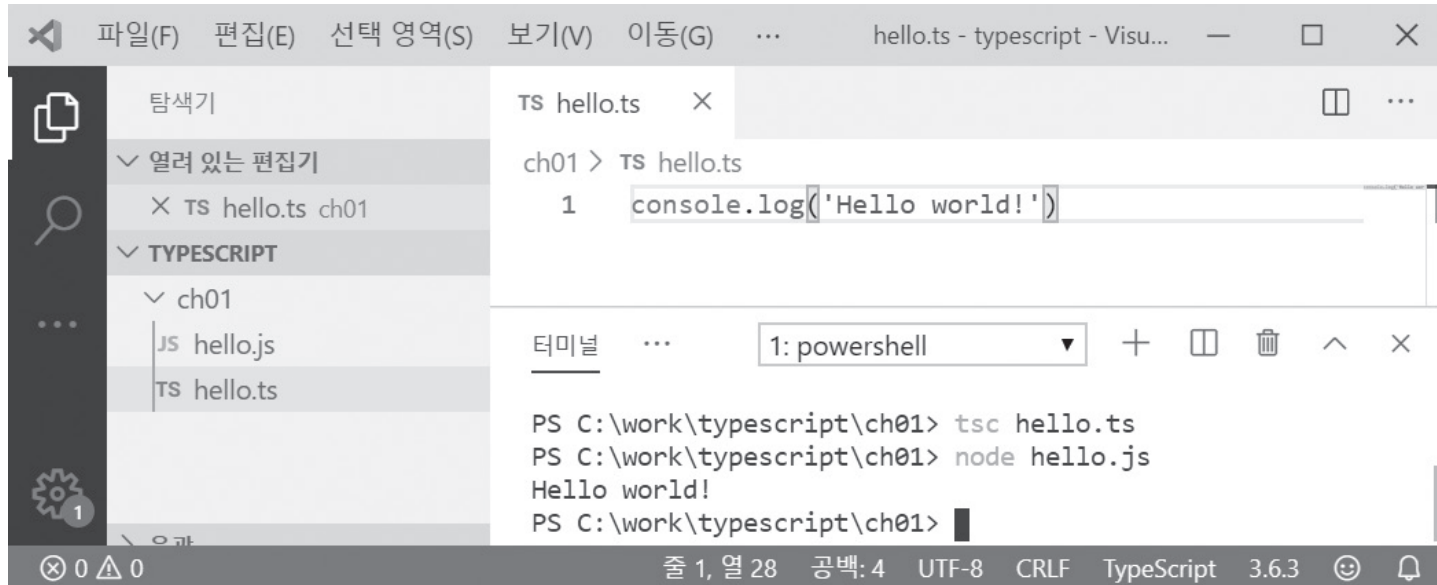 파일(F) 편집(E) 선택 영역(S) 보기(V) 이동(G) ··· hello.ts - typescript - Visu...
탐색기
열려 있는 편집기
TS hello.ts ch01
TYPESCRIPT
ch01
JS hello.js
TS hello.ts
TS hello.ts
ch01 > TS hello.ts
1 console.log('Hello world!')
터미널 ··· 1: powershell
PS C:\work\typescript\ch01> tsc hello.ts
PS C:\work\typescript\ch01> node hello.js
Hello world!
PS C:\work\typescript\ch01>
1
0 0 줄 1, 열 28 공백: 4 UTF-8 CRLF TypeScript 3.6.3